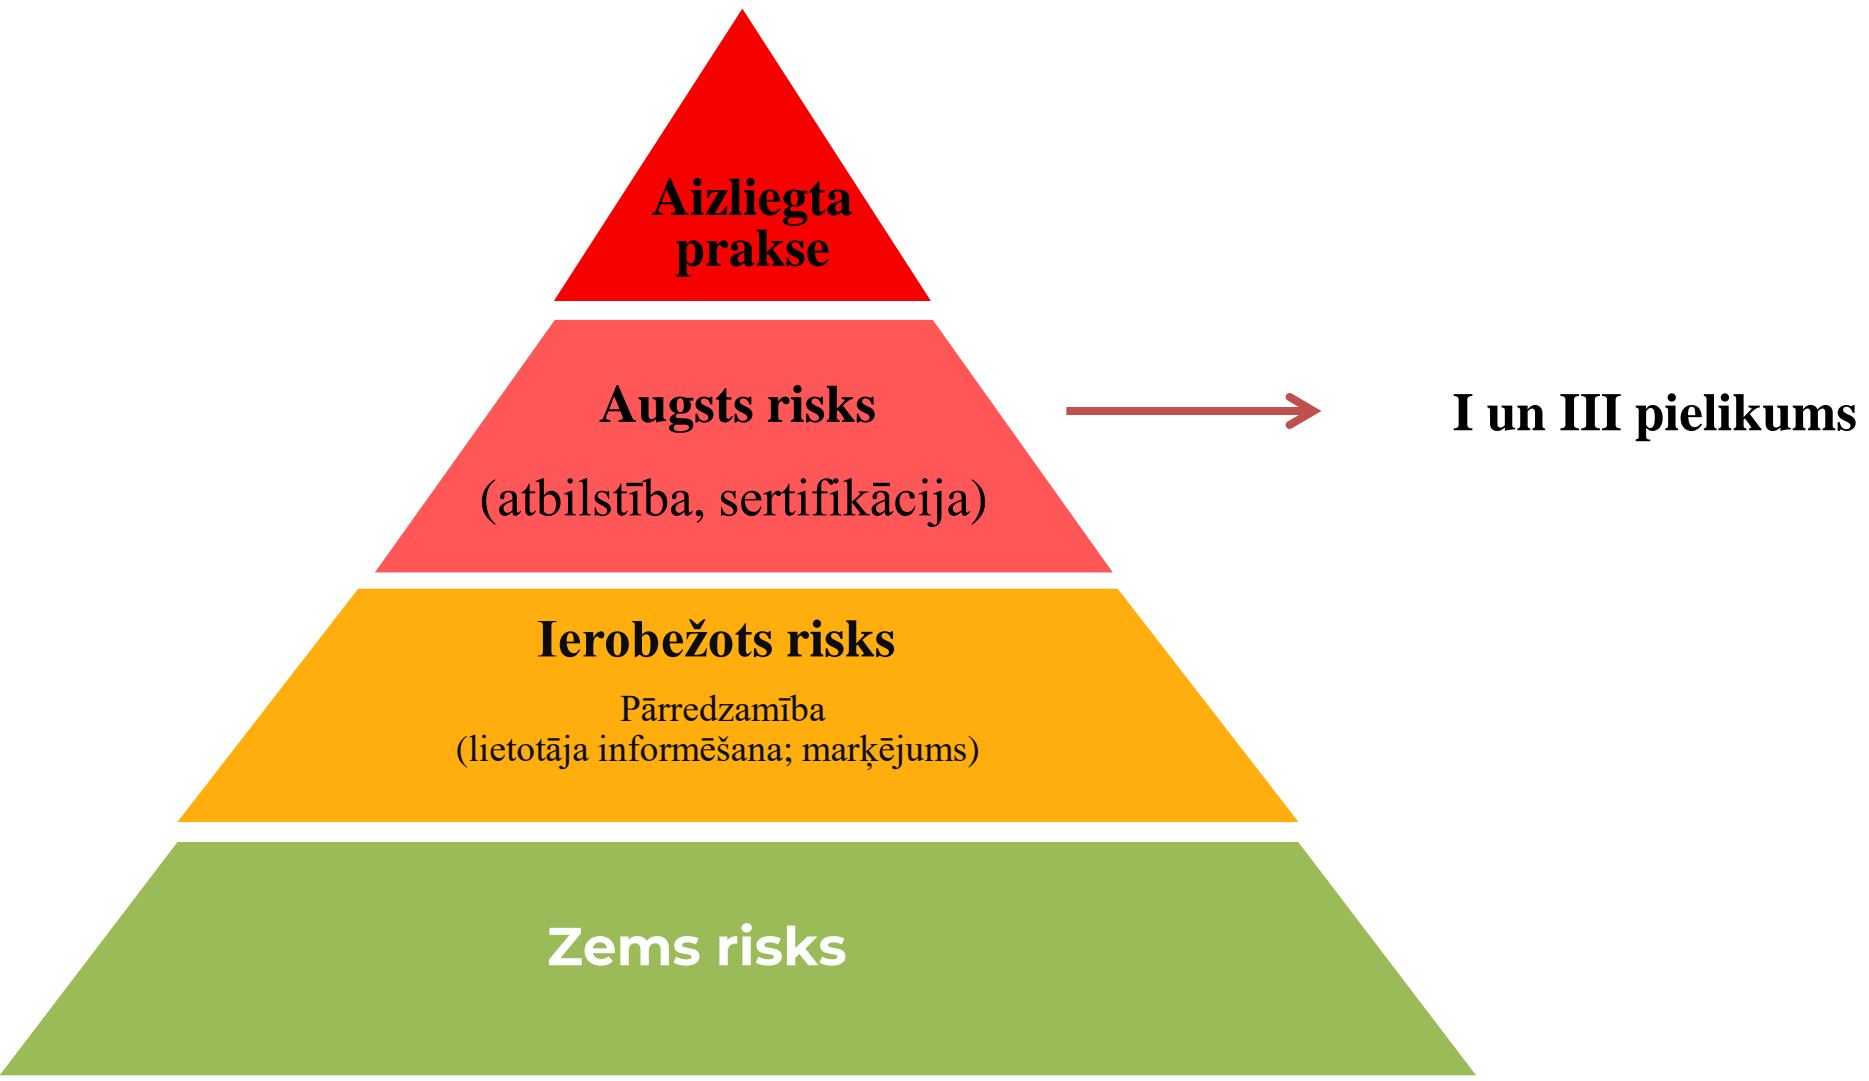 Aizliegta
prakse
Augsts risks
(atbilstība, sertifikācija)
I un III pielikums
Ierobežots risks
Pārredzamība
(lietotāja informēšana; marķējums)
Zems risks